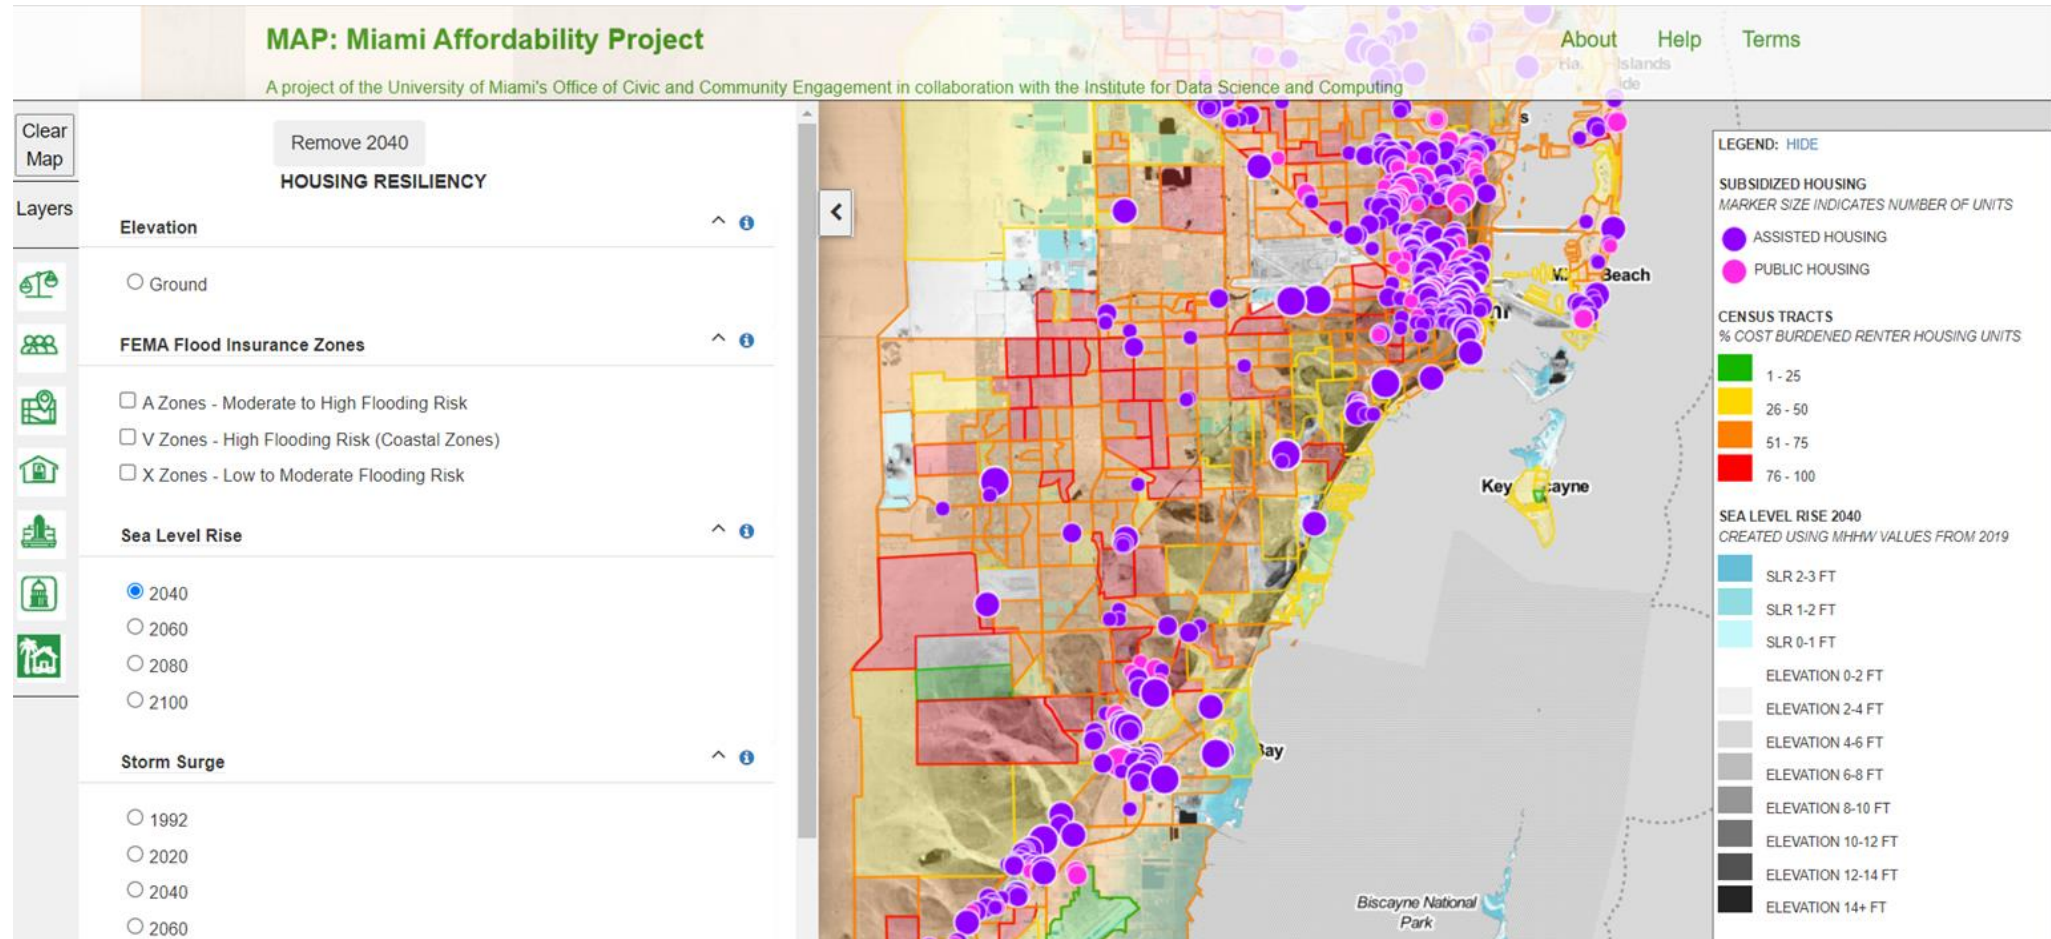 MAP: Miami Affordability Project
About Help Terms
A project of the University of Miami's Office of Civic and Community Engagement in collaboration with the Institute for Data Science and Computing
Islands
Clear
Map
Layers
Remove 2040
HOUSING RESILIENCY
Elevation
Ground
FEMA Flood Insurance Zones
A Zones - Moderate to High Flooding Risk
V Zones - High Flooding Risk (Coastal Zones)
X Zones - Low to Moderate Flooding Risk
Sea Level Rise
2040
2060
2080
2100
Storm Surge
1992
2020
2040
2060
Beach
Key
Biscayne National
Park
LEGEND: HIDE
SUBSIDIZED HOUSING
MARKER SIZE INDICATES NUMBER OF UNITS
ASSISTED HOUSING
PUBLIC HOUSING
CENSUS TRACTS
% COST BURDENED RENTER HOUSING UNITS
1 - 25
26 - 50
51 - 75
76 - 100
SEA LEVEL RISE 2040
CREATED USING MHHW VALUES FROM 2019
SLR 2-3 FT
SLR 1-2 FT
SLR 0-1 FT
ELEVATION 0-2 FT
ELEVATION 2-4 FT
ELEVATION 4-6 FT
ELEVATION 6-8 FT
ELEVATION 8-10 FT
ELEVATION 10-12 FT
ELEVATION 12-14 FT
ELEVATION 14+ FT